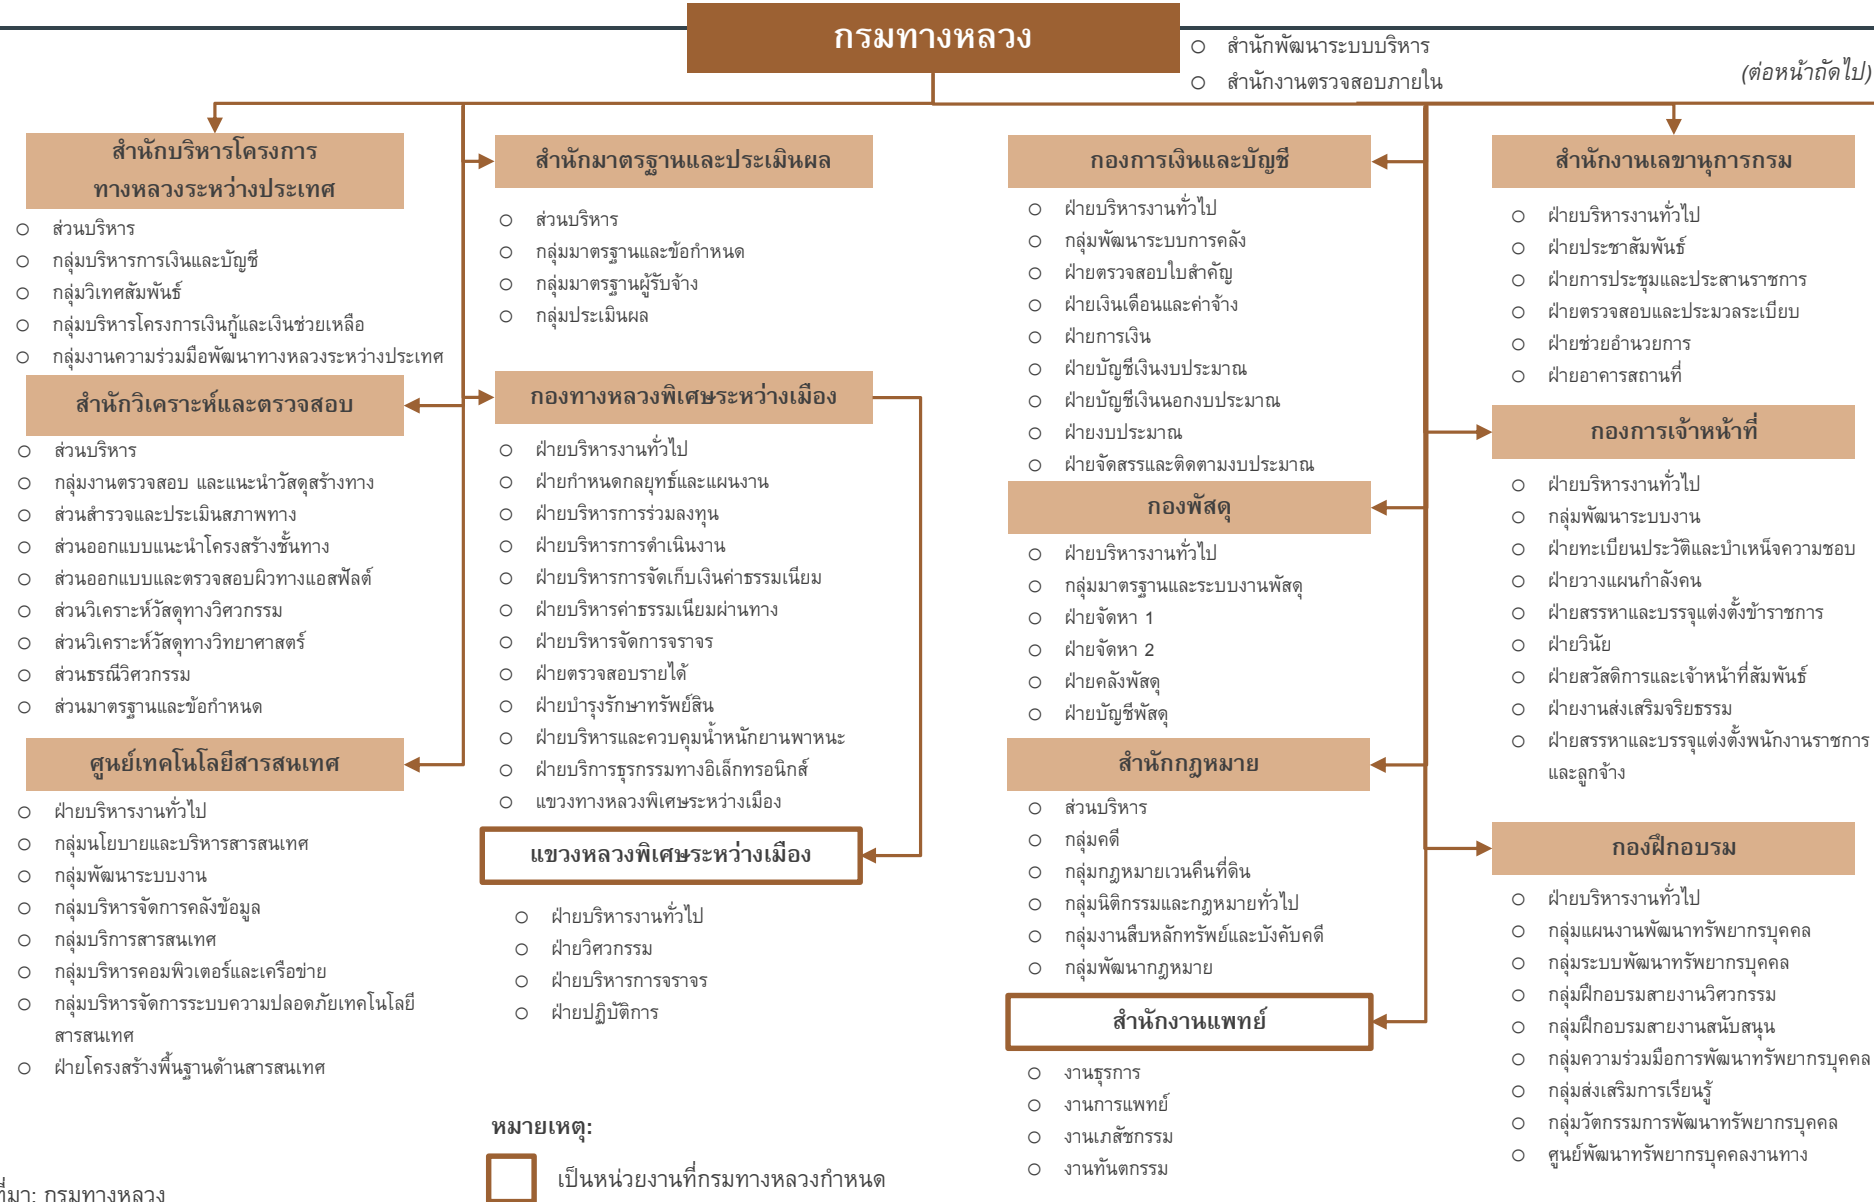 กรมทางหลวง
สำนักพัฒนาระบบบริหาร
สำนักงานตรวจสอบภายใน
(ต่อหน้าถัดไป)
สำนักบริหารโครงการ
ทางหลวงระหว่างประเทศ
ส่วนบริหาร
กลุ่มบริหารการเงินและบัญชี
กลุ่มวิเทศสัมพันธ์
กลุ่มบริหารโครงการเงินกู้และเงินช่วยเหลือ
กลุ่มงานความร่วมมือพัฒนาทางหลวงระหว่างประเทศ
สำนักวิเคราะห์และตรวจสอบ
ส่วนบริหาร
กลุ่มงานตรวจสอบ และแนะนำวัสดุสร้างทาง
ส่วนสำรวจและประเมินสภาพทาง
ส่วนออกแบบแนะนำโครงสร้างชั้นทาง
ส่วนออกแบบและตรวจสอบผิวทางแอสฟัลต์
ส่วนวิเคราะห์วัสดุทางวิศวกรรม
ส่วนวิเคราะห์วัสดุทางวิทยาศาสตร์
ส่วนธรณีวิศวกรรม
ส่วนมาตรฐานและข้อกำหนด
ศูนย์เทคโนโลยีสารสนเทศ
ฝ่ายบริหารงานทั่วไป
กลุ่มนโยบายและบริหารสารสนเทศ
กลุ่มพัฒนาระบบงาน
กลุ่มบริหารจัดการคลังข้อมูล
กลุ่มบริการสารสนเทศ
กลุ่มบริหารคอมพิวเตอร์และเครือข่าย
กลุ่มบริหารจัดการระบบความปลอดภัยเทคโนโลยี
สารสนเทศ
ฝ่ายโครงสร้างพื้นฐานด้านสารสนเทศ
สำนักมาตรฐานและประเมินผล
ส่วนบริหาร
กลุ่มมาตรฐานและข้อกำหนด
กลุ่มมาตรฐานผู้รับจ้าง
กลุ่มประเมินผล
กองทางหลวงพิเศษระหว่างเมือง
ฝ่ายบริหารงานทั่วไป
ฝ่ายกำหนดกลยุทธ์และแผนงาน
ฝ่ายบริหารการร่วมลงทุน
ฝ่ายบริหารการดำเนินงาน
ฝ่ายบริหารการจัดเก็บเงินค่าธรรมเนียม
ฝ่ายบริหารค่าธรรมเนียมผ่านทาง
ฝ่ายบริหารจัดการจราจร
ฝ่ายตรวจสอบรายได้
ฝ่ายบำรุงรักษาทรัพย์สิน
ฝ่ายบริหารและควบคุมน้ำหนักยานพาหนะ
ฝ่ายบริการธุรกรรมทางอิเล็กทรอนิกส์
แขวงทางหลวงพิเศษระหว่างเมือง
แขวงหลวงพิเศษระหว่างเมือง
ฝ่ายบริหารงานทั่วไป
ฝ่ายวิศวกรรม
ฝ่ายบริหารการจราจร
ฝ่ายปฏิบัติการ
กองการเงินและบัญชี
ฝ่ายบริหารงานทั่วไป
กลุ่มพัฒนาระบบการคลัง
ฝ่ายตรวจสอบใบสำคัญ
ฝ่ายเงินเดือนและค่าจ้าง
ฝ่ายการเงิน
ฝ่ายบัญชีเงินงบประมาณ
ฝ่ายบัญชีเงินนอกงบประมาณ
ฝ่ายงบประมาณ
ฝ่ายจัดสรรและติดตามงบประมาณ
กองพัสดุ
ฝ่ายบริหารงานทั่วไป
กลุ่มมาตรฐานและระบบงานพัสดุ
ฝ่ายจัดหา 1
ฝ่ายจัดหา 2
ฝ่ายคลังพัสดุ
ฝ่ายบัญชีพัสดุ
สำนักกฎหมาย
ส่วนบริหาร
กลุ่มคดี
กลุ่มกฎหมายเวนคืนที่ดิน
กลุ่มนิติกรรมและกฎหมายทั่วไป
กลุ่มงานสืบหลักทรัพย์และบังคับคดี
กลุ่มพัฒนากฎหมาย
สำนักงานแพทย์
งานธุรการ
งานการแพทย์
งานเภสัชกรรม
งานทันตกรรม
สำนักงานเลขานุการกรม
ฝ่ายบริหารงานทั่วไป
ฝ่ายประชาสัมพันธ์
ฝ่ายการประชุมและประสานราชการ
ฝ่ายตรวจสอบและประมวลระเบียบ
ฝ่ายช่วยอำนวยการ
ฝ่ายอาคารสถานที่
กองการเจ้าหน้าที่
ฝ่ายบริหารงานทั่วไป
กลุ่มพัฒนาระบบงาน
ฝ่ายทะเบียนประวัติและบำเหน็จความชอบ
ฝ่ายวางแผนกำลังคน
ฝ่ายสรรหาและบรรจุแต่งตั้งข้าราชการ
ฝ่ายวินัย
ฝ่ายสวัสดิการและเจ้าหน้าที่สัมพันธ์
ฝ่ายงานส่งเสริมจริยธรรม
ฝ่ายสรรหาและบรรจุแต่งตั้งพนักงานราชการ
และลูกจ้าง
กองฝึกอบรม
ฝ่ายบริหารงานทั่วไป
กลุ่มแผนงานพัฒนาทรัพยากรบุคคล
กลุ่มระบบพัฒนาทรัพยากรบุคคล
กลุ่มฝึกอบรมสายงานวิศวกรรม
กลุ่มฝึกอบรมสายงานสนับสนุน
กลุ่มความร่วมมือการพัฒนาทรัพยากรบุคคล
กลุ่มส่งเสริมการเรียนรู้
กลุ่มวัตกรรมการพัฒนาทรัพยากรบุคคล
ศูนย์พัฒนาทรัพยากรบุคคลงานทาง
หมายเหตุ:
เป็นหน่วยงานที่กรมทางหลวงกำหนด
ที่มา: กรมทางหลวง